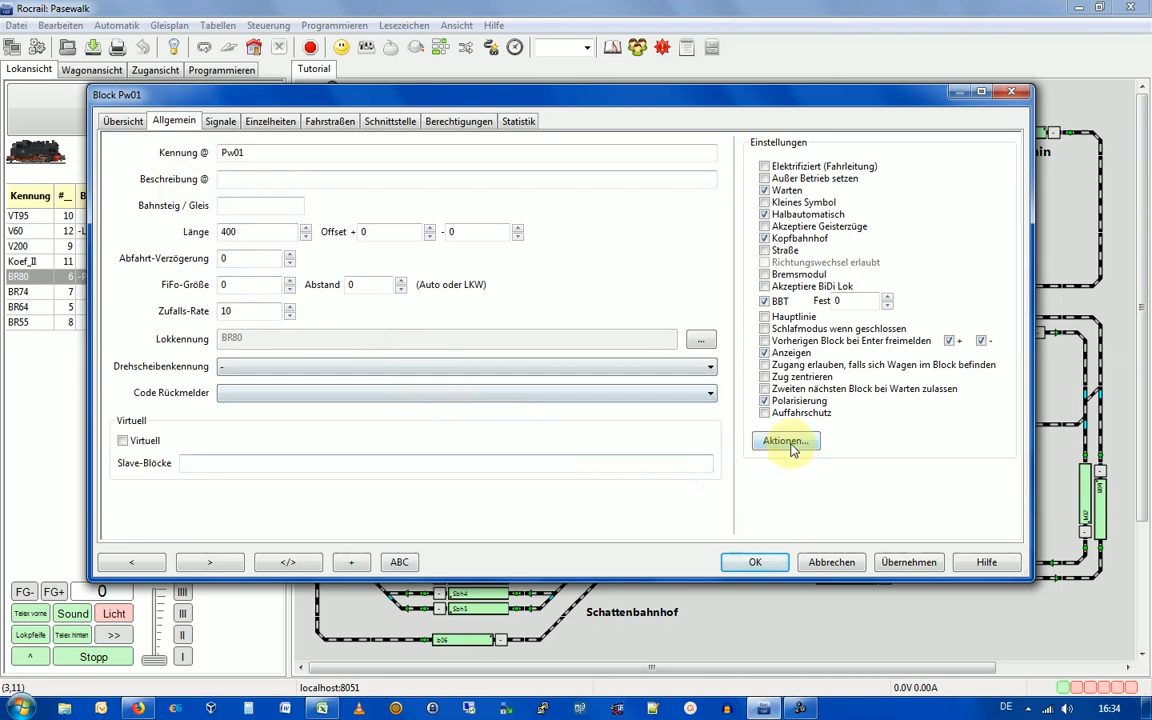 Rocrail: Pasewalk
Datei Bearbeiten Automatik Gleisplan Tabellen Steuerung Programmieren Lesezeichen Ansicht Hilfe
Lokansicht Wagonansicht Zugansicht Programmieren Tutorial
Block Pw01
Übersicht Allgemein Signale Einzelheiten Fahrstraßen Schnittstelle Berechtigungen Statistik
Kennung @ Pw01
Beschreibung @
Bahnsteig / Gleis
Länge 400 Offset + 0 - 0
Abfahrt-Verzögerung 0
FiFo-Größe 0 Abstand 0 (Auto oder LKW)
Zufalls-Rate 10
Lokkennung BR80 ...
Drehscheibenkennung -
Code Rückmelder
Virtuell
Virtuell
Slave-Blöcke
Einstellungen
Elektrifiziert (Fahrleitung)
Außer Betrieb setzen
Warten
Kleines Symbol
Halbautomatisch
Akzeptiere Geisterzüge
Kopfbahnhof
Straße
Richtungswechsel erlaubt
Bremsmodul
Akzeptiere BiDi Lok
BBT Fest 0
Hauptlinie
Schlafmodus wenn geschlossen
Vorherigen Block bei Enter freimelden + -
Anzeigen
Zugang erlauben, falls sich Wagen im Block befinden
Zug zentrieren
Zweiten nächsten Block bei Warten zulassen
Polarisierung
Auffahrschutz
Aktionen...
< > </> + ABC OK Abbrechen Übernehmen Hilfe
Kennung #_ B
VT95 10
V60 12 -L
V200 9
Koef_II 11
BR80 6
BR74 7
BR64 5
BR55 8
FG- FG+ 0 IIII
Telex vorne Sound Licht III
Lokpfeife Telex hinten >> II
^ Stopp I
Sbh4
Sbh5
b06
Schattenbahnhof
(3,11) localhost:8051 0.0V 0.00A
DE 16:34